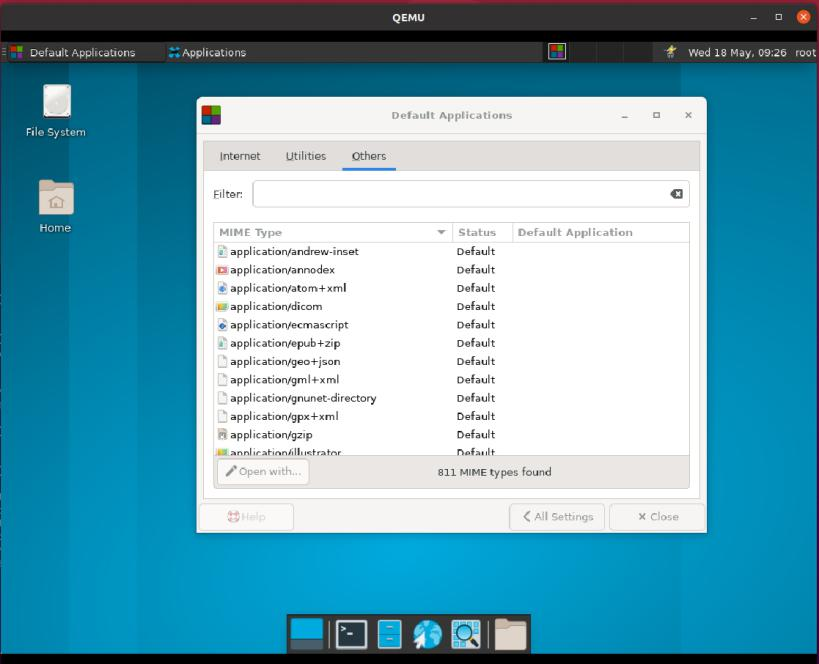 QEMU
Default Applications
Applications
Wed 18 May, 09:26 root
File System
Home
Default Applications
Internet Utilities Others
Filter:
MIME Type Status Default Application
application/andrew-inset Default
application/annodex Default
application/atom+xml Default
application/dicom Default
application/ecmascript Default
application/epub+zip Default
application/geo+json Default
application/gml+xml Default
application/gnunet-directory Default
application/gpx+xml Default
application/gzip Default
application/illustrator Default
Open with... 811 MIME types found
Help All Settings Close